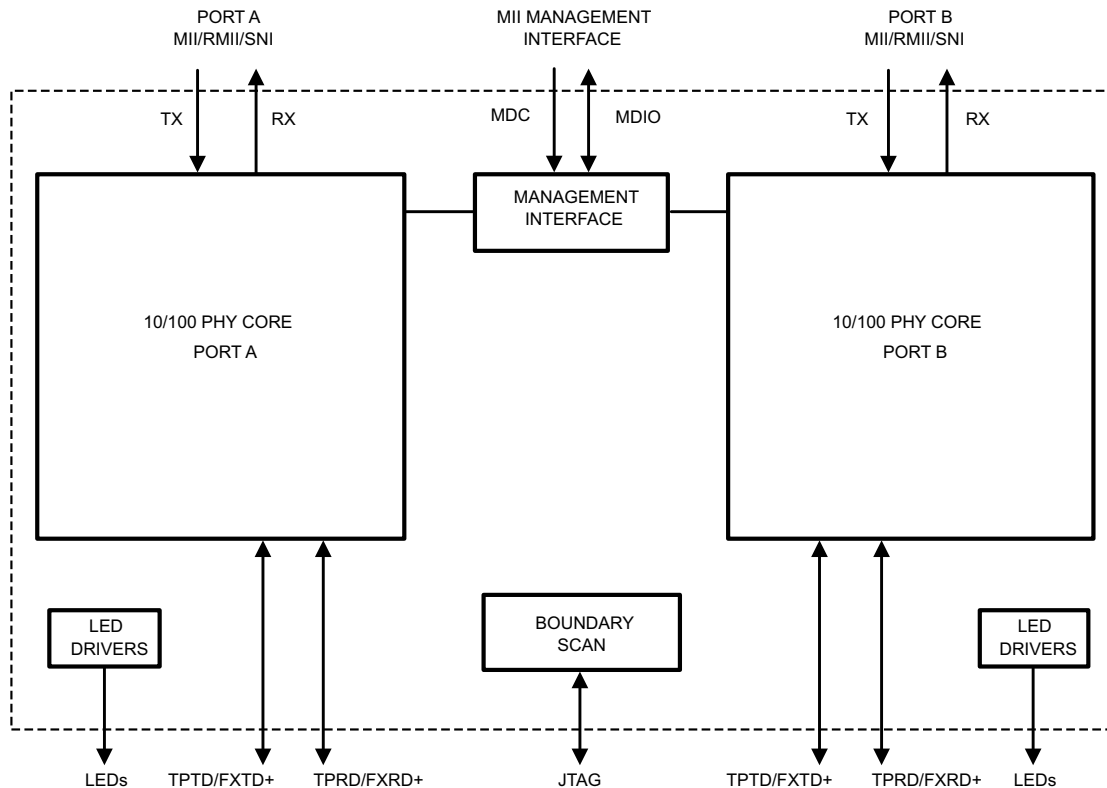 PORT A
MII/RMII/SNI
MII MANAGEMENT
INTERFACE
PORT B
MII/RMII/SNI
TX
RX
MDC
MDIO
TX
RX
MANAGEMENT
INTERFACE
10/100 PHY CORE
PORT A
10/100 PHY CORE
PORT B
LED
DRIVERS
BOUNDARY
SCAN
LED
DRIVERS
LEDs
TPTD/FXTD+
TPRD/FXRD+
JTAG
TPTD/FXTD+
TPRD/FXRD+
LEDs